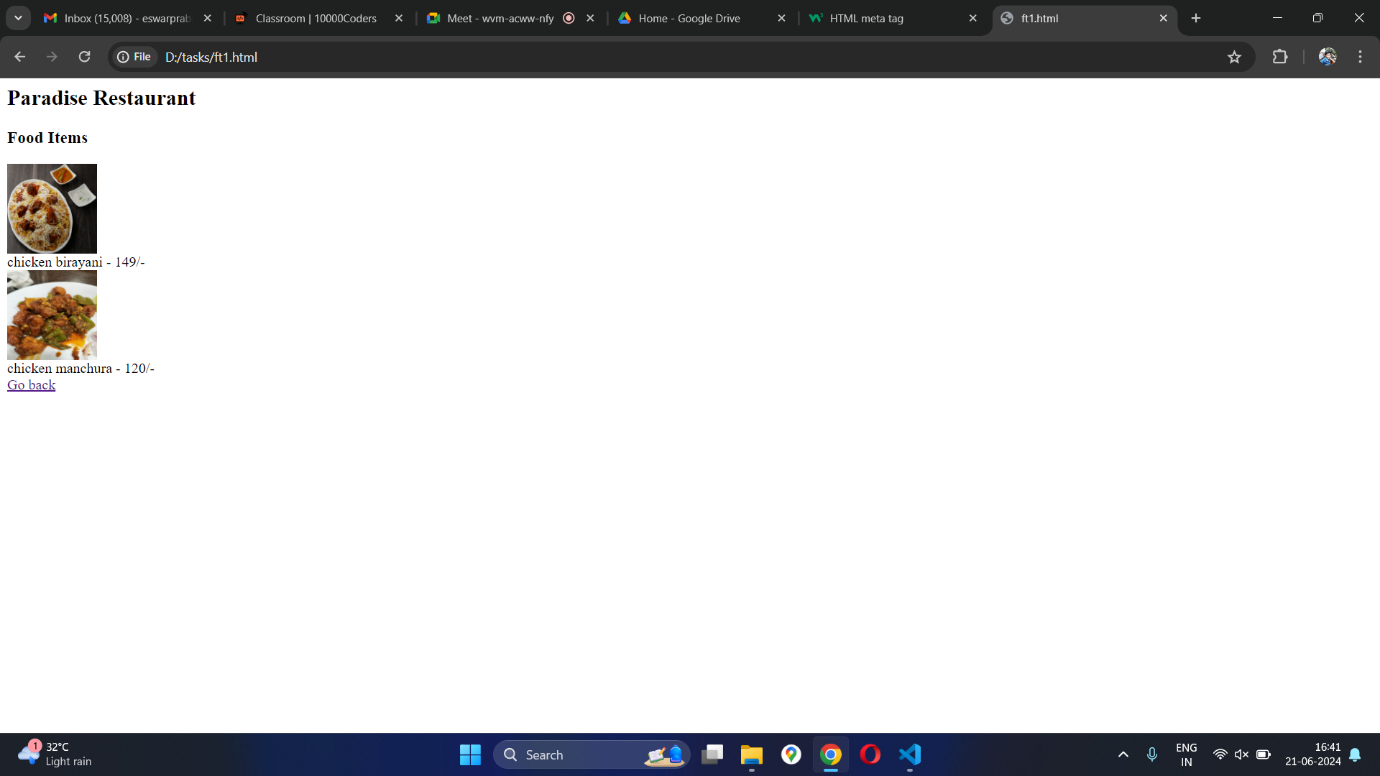 Inbox (15,008) - eswarprab
Classroom | 10000Coders
Meet - wvm-acww-nfy
Home - Google Drive
HTML meta tag
ft1.html
File
D:/tasks/ft1.html
Paradise Restaurant
Food Items
chicken birayani - 149/-
chicken manchura - 120/-
Go back
1
32°C
Light rain
Search
ENG
IN
16:41
21-06-2024